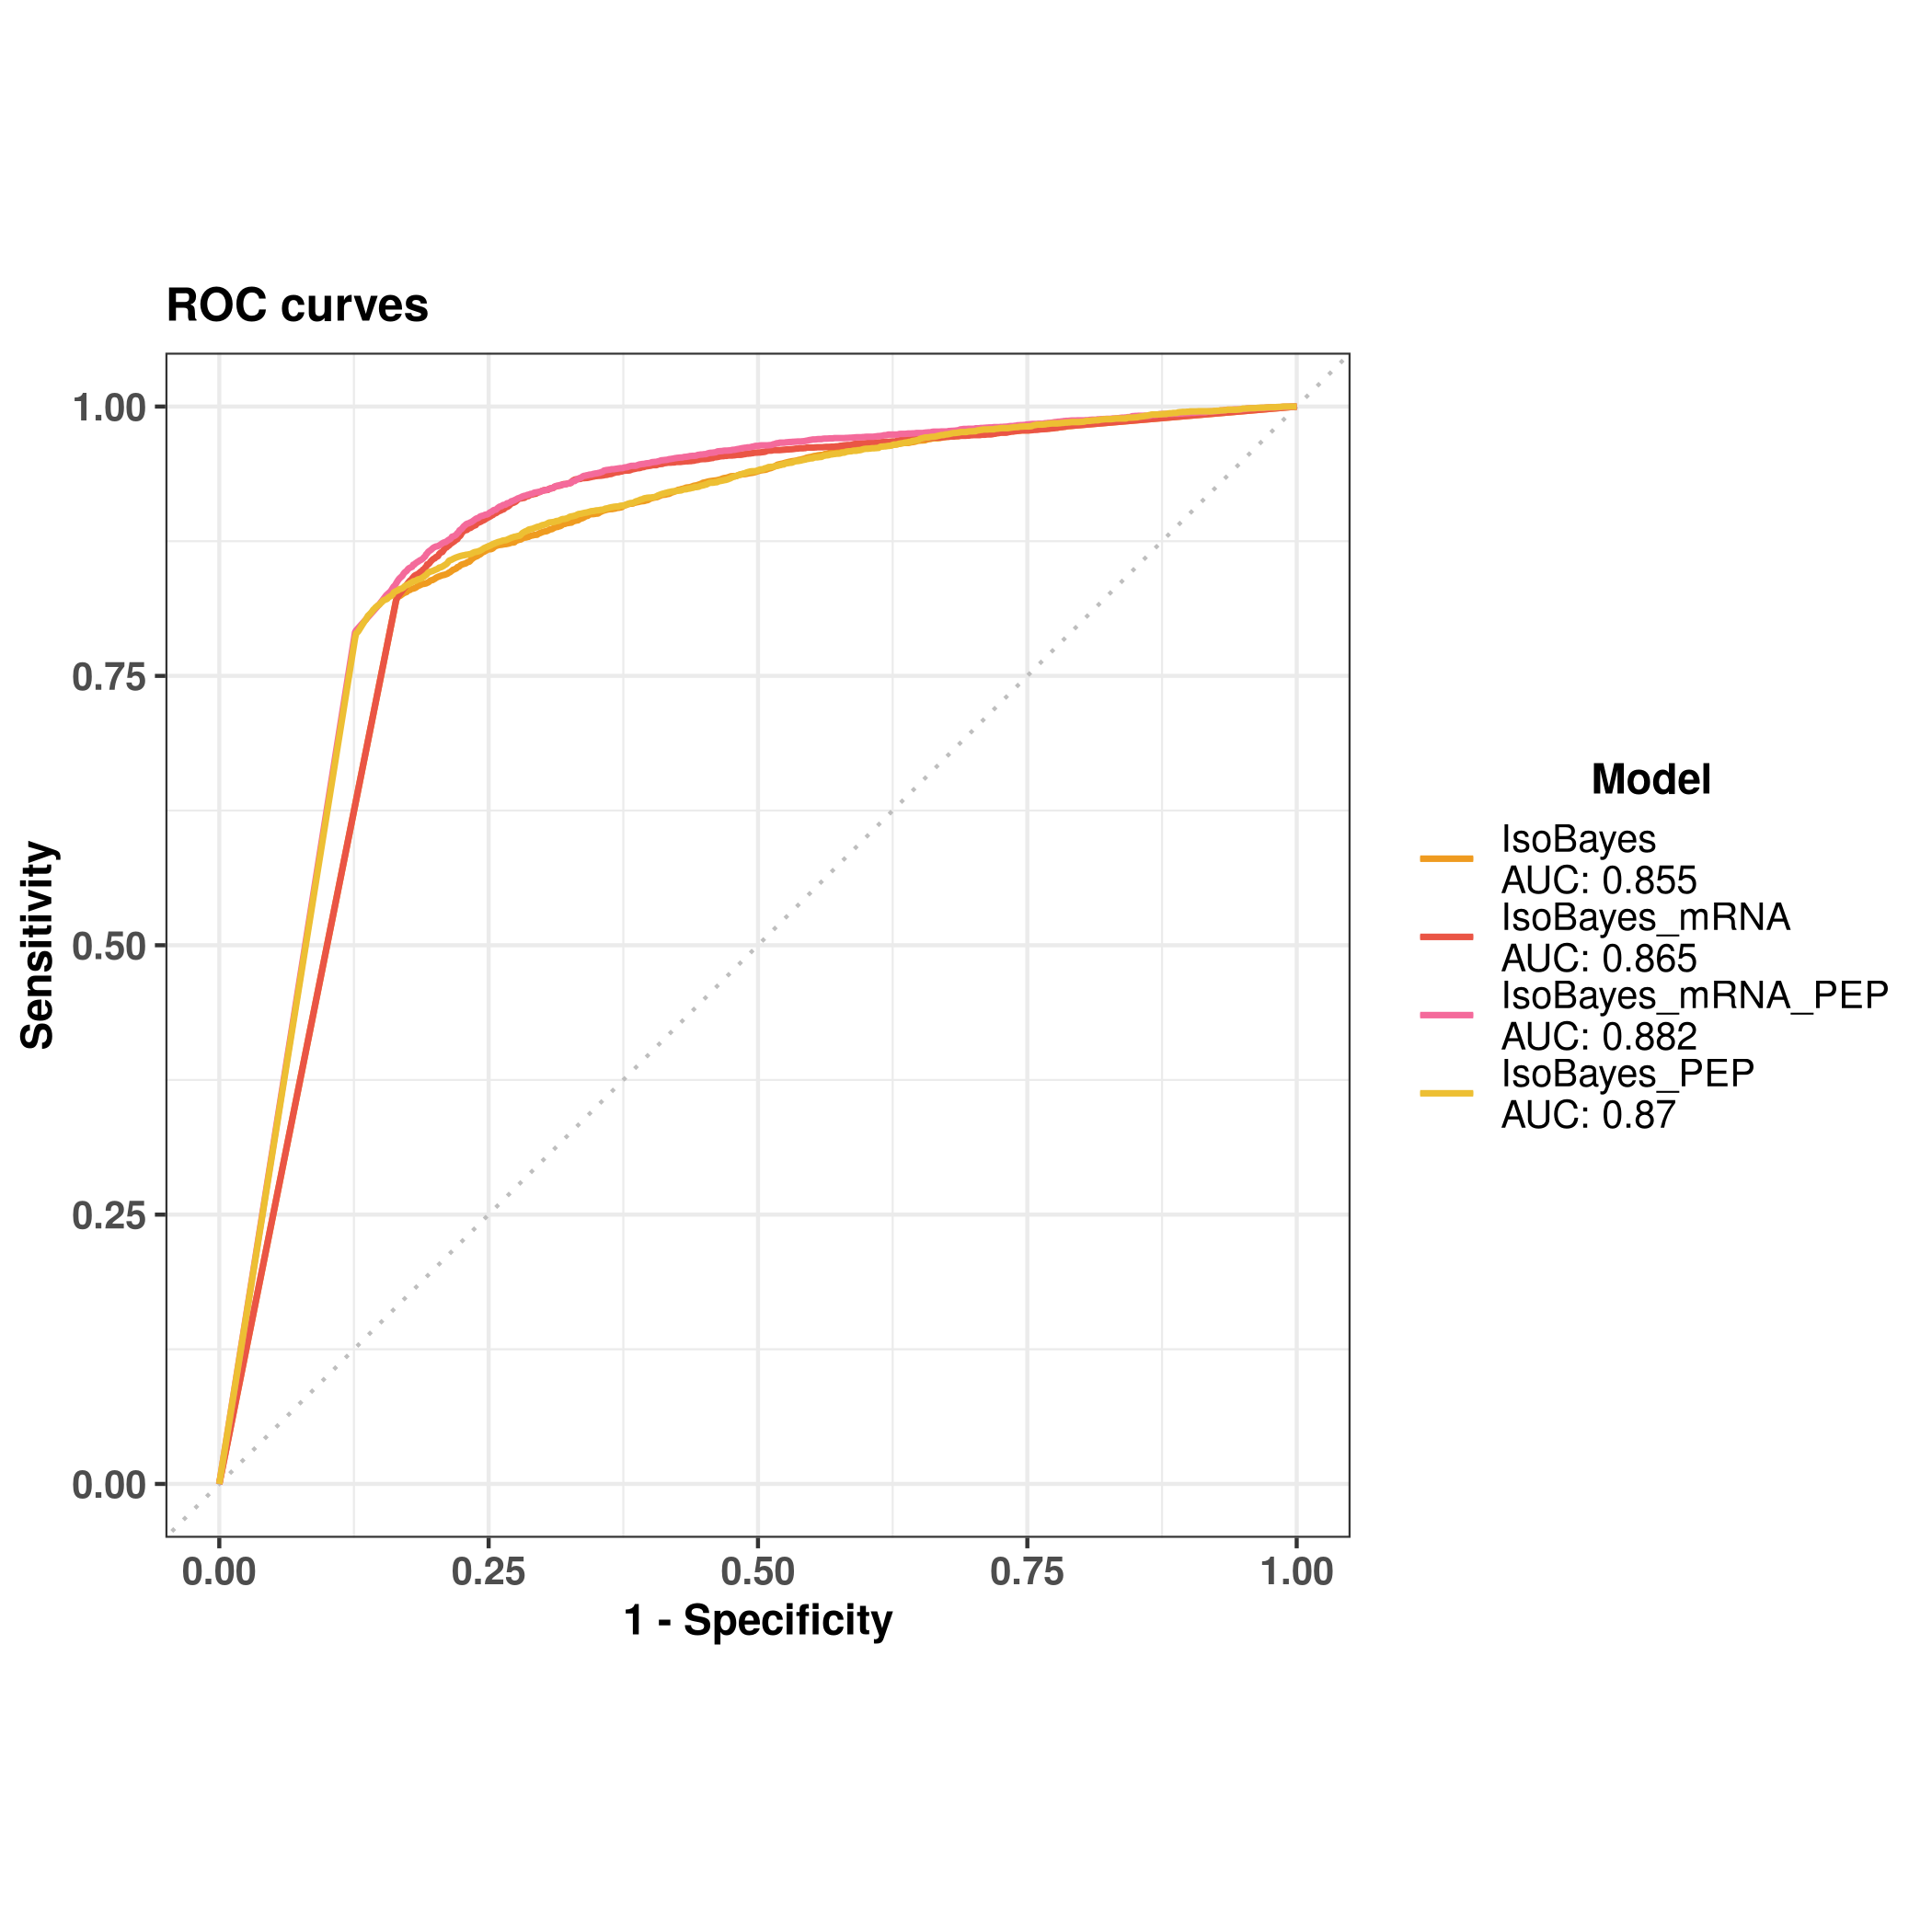 ROC curves
1.00
0.75
0.50
0.25
0.00
Sensitivity
0.00 0.25 0.50 0.75 1.00
1 - Specificity
Model
IsoBayes
AUC: 0.855
IsoBayes_mRNA
AUC: 0.865
IsoBayes_mRNA_PEP
AUC: 0.882
IsoBayes_PEP
AUC: 0.87